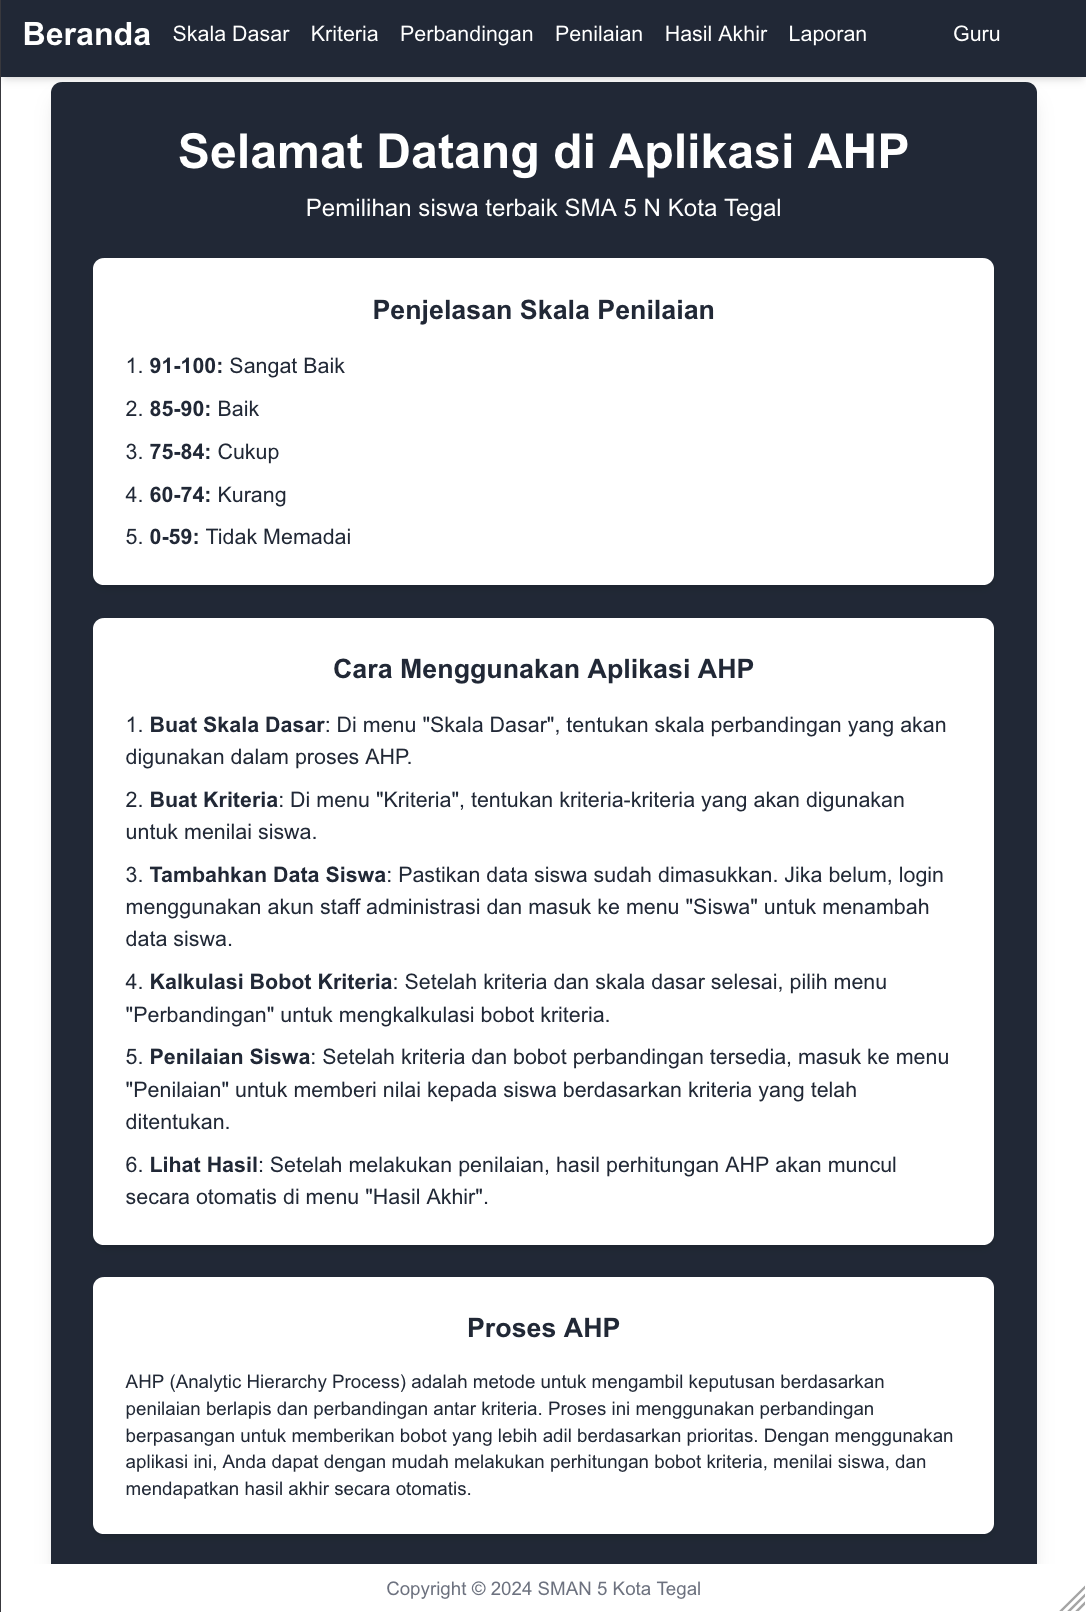 Beranda Skala Dasar Kriteria Perbandingan Penilaian Hasil Akhir Laporan Guru
Selamat Datang di Aplikasi AHP
Pemilihan siswa terbaik SMA 5 N Kota Tegal
Penjelasan Skala Penilaian
1. 91-100: Sangat Baik
2. 85-90: Baik
3. 75-84: Cukup
4. 60-74: Kurang
5. 0-59: Tidak Memadai
Cara Menggunakan Aplikasi AHP
1. Buat Skala Dasar: Di menu "Skala Dasar", tentukan skala perbandingan yang akan
digunakan dalam proses AHP.
2. Buat Kriteria: Di menu "Kriteria", tentukan kriteria-kriteria yang akan digunakan
untuk menilai siswa.
3. Tambahkan Data Siswa: Pastikan data siswa sudah dimasukkan. Jika belum, login
menggunakan akun staff administrasi dan masuk ke menu "Siswa" untuk menambah
data siswa.
4. Kalkulasi Bobot Kriteria: Setelah kriteria dan skala dasar selesai, pilih menu
"Perbandingan" untuk mengkalkulasi bobot kriteria.
5. Penilaian Siswa: Setelah kriteria dan bobot perbandingan tersedia, masuk ke menu
"Penilaian" untuk memberi nilai kepada siswa berdasarkan kriteria yang telah
ditentukan.
6. Lihat Hasil: Setelah melakukan penilaian, hasil perhitungan AHP akan muncul
secara otomatis di menu "Hasil Akhir".
Proses AHP
AHP (Analytic Hierarchy Process) adalah metode untuk mengambil keputusan berdasarkan
penilaian berlapis dan perbandingan antar kriteria. Proses ini menggunakan perbandingan
berpasangan untuk memberikan bobot yang lebih adil berdasarkan prioritas. Dengan menggunakan
aplikasi ini, Anda dapat dengan mudah melakukan perhitungan bobot kriteria, menilai siswa, dan
mendapatkan hasil akhir secara otomatis.
Copyright © 2024 SMAN 5 Kota Tegal